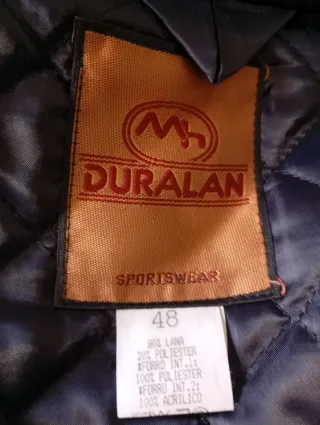 Mh
DURALAN
SPORTSWEAR
48
80% LANA
20% POLIESTER
%FORRO INT.1:
100% POLIESTER
%FORRO INT.2:
100% ACRILICO